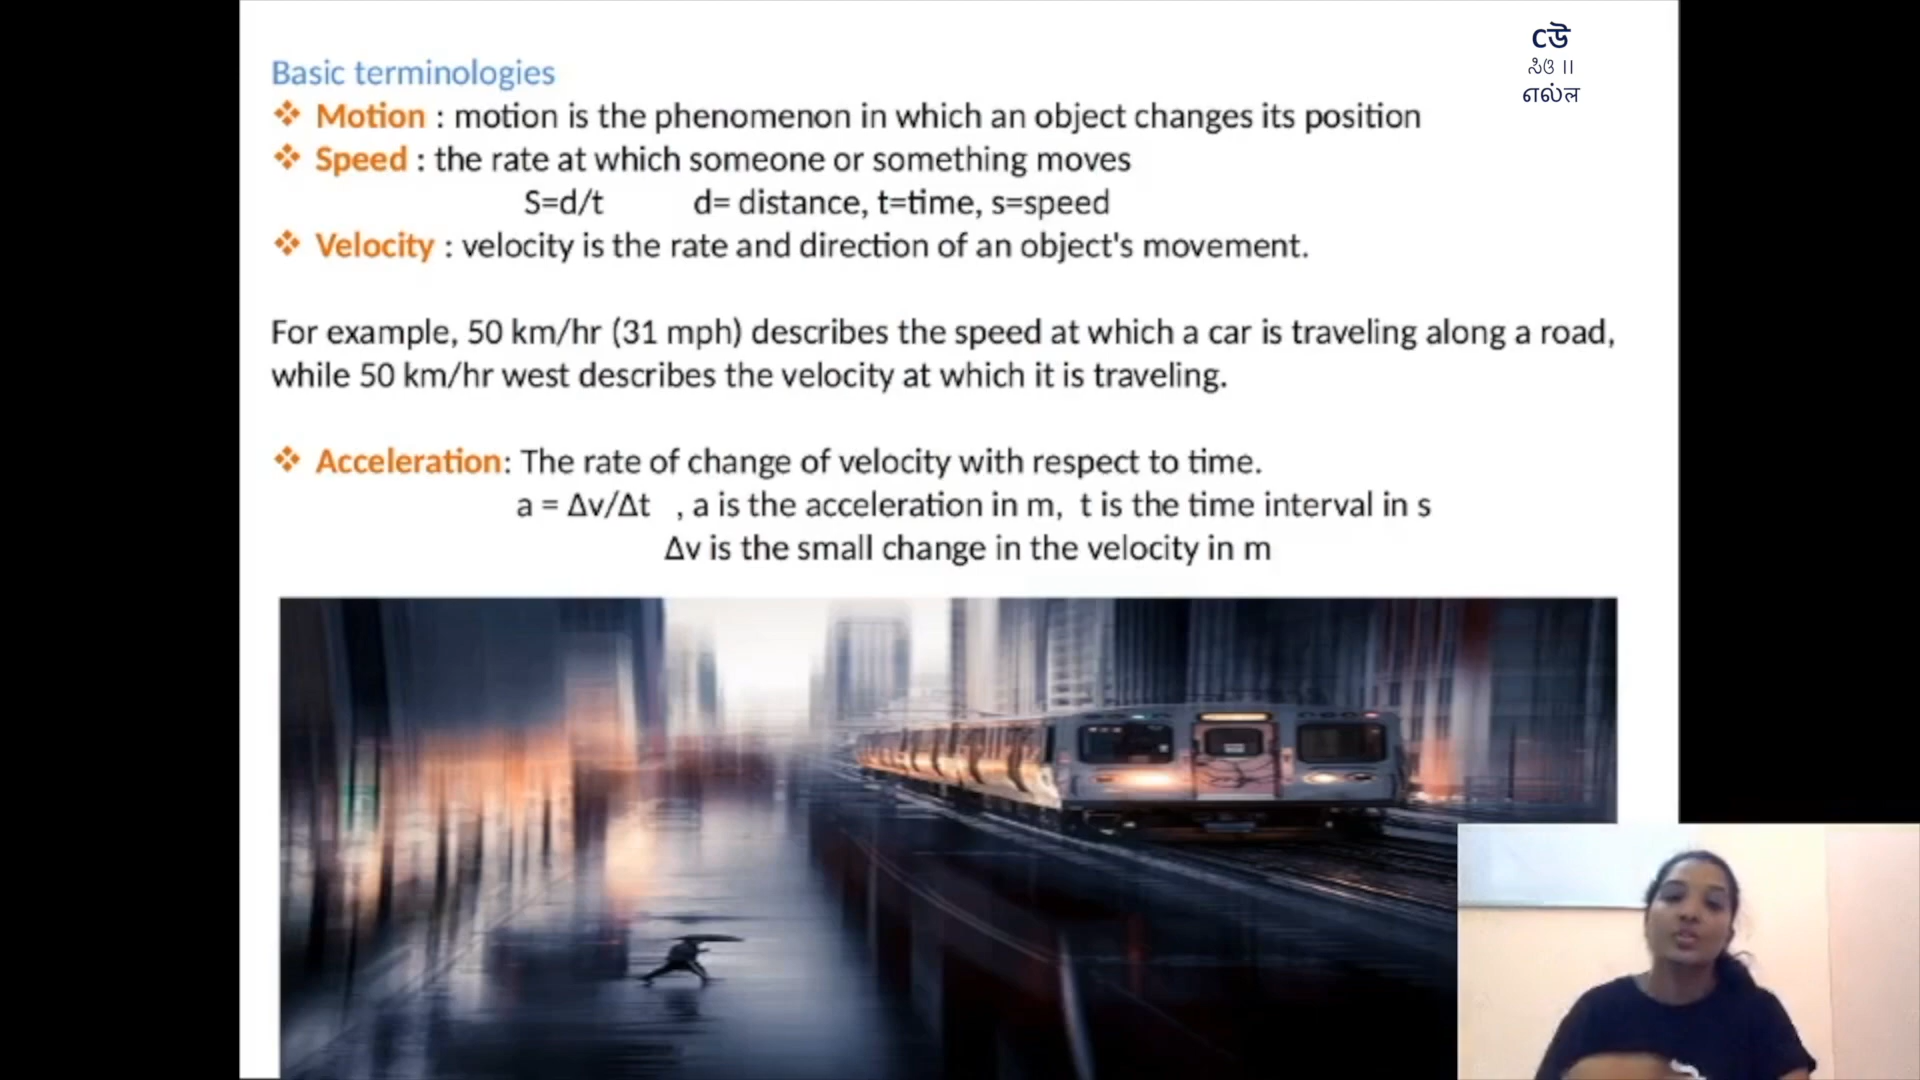 Basic terminologies
❖ Motion : motion is the phenomenon in which an object changes its position
❖ Speed : the rate at which someone or something moves
S=d/t d= distance, t=time, s=speed
❖ Velocity : velocity is the rate and direction of an object's movement.
For example, 50 km/hr (31 mph) describes the speed at which a car is traveling along a road,
while 50 km/hr west describes the velocity at which it is traveling.
❖ Acceleration: The rate of change of velocity with respect to time.
a = Δv/Δt , a is the acceleration in m, t is the time interval in s
Δv is the small change in the velocity in m